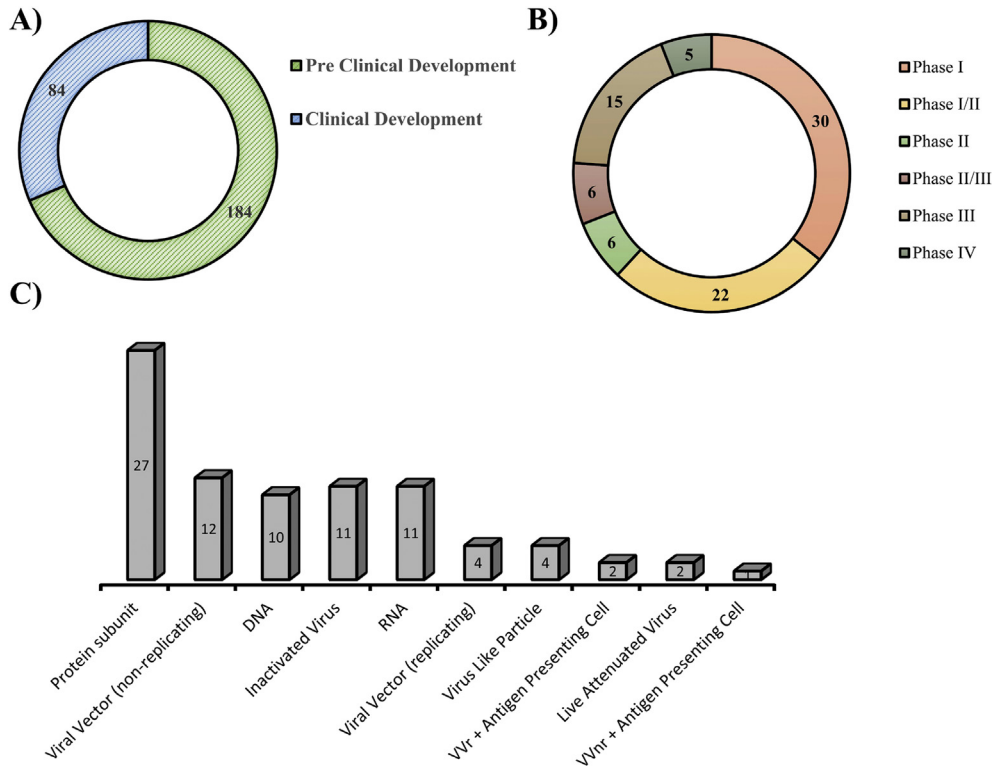 A)
84
184
Pre Clinical Development
Clinical Development
B)
5
15
30
6
6
22
Phase I
Phase I/II
Phase II
Phase II/III
Phase III
Phase IV
C)
27
12
10
11
11
4
4
2
2
1
Protein subunit
Viral Vector (non-replicating)
DNA
Inactivated Virus
RNA
Viral Vector (replicating)
Virus Like Particle
VVr + Antigen Presenting Cell
Live Attenuated Virus
VVnr + Antigen Presenting Cell